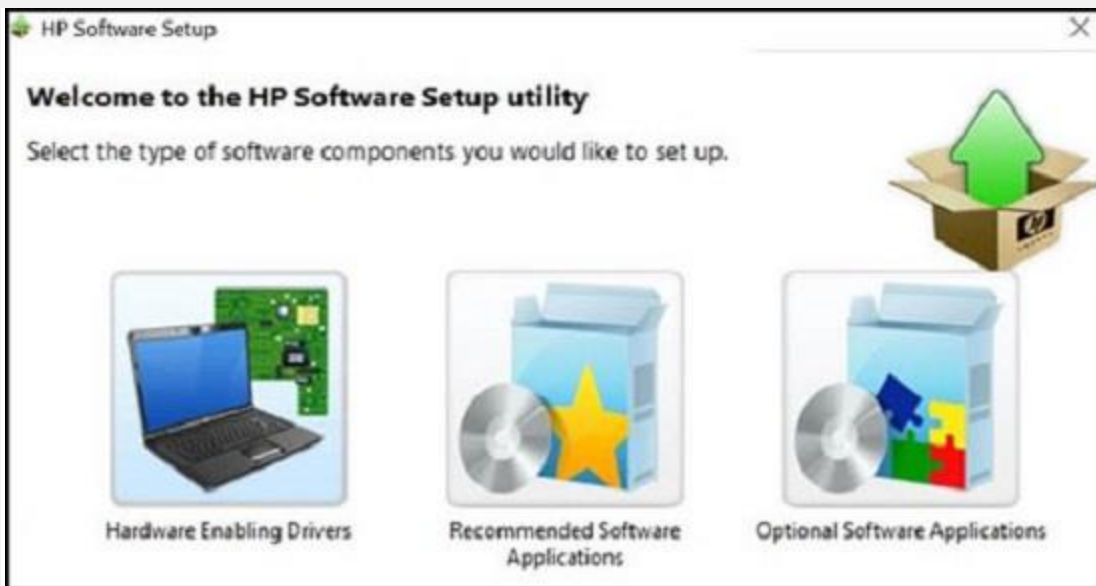 HP Software Setup
Welcome to the HP Software Setup utility
Select the type of software components you would like to set up.
Hardware Enabling Drivers
Recommended Software
Applications
Optional Software Applications